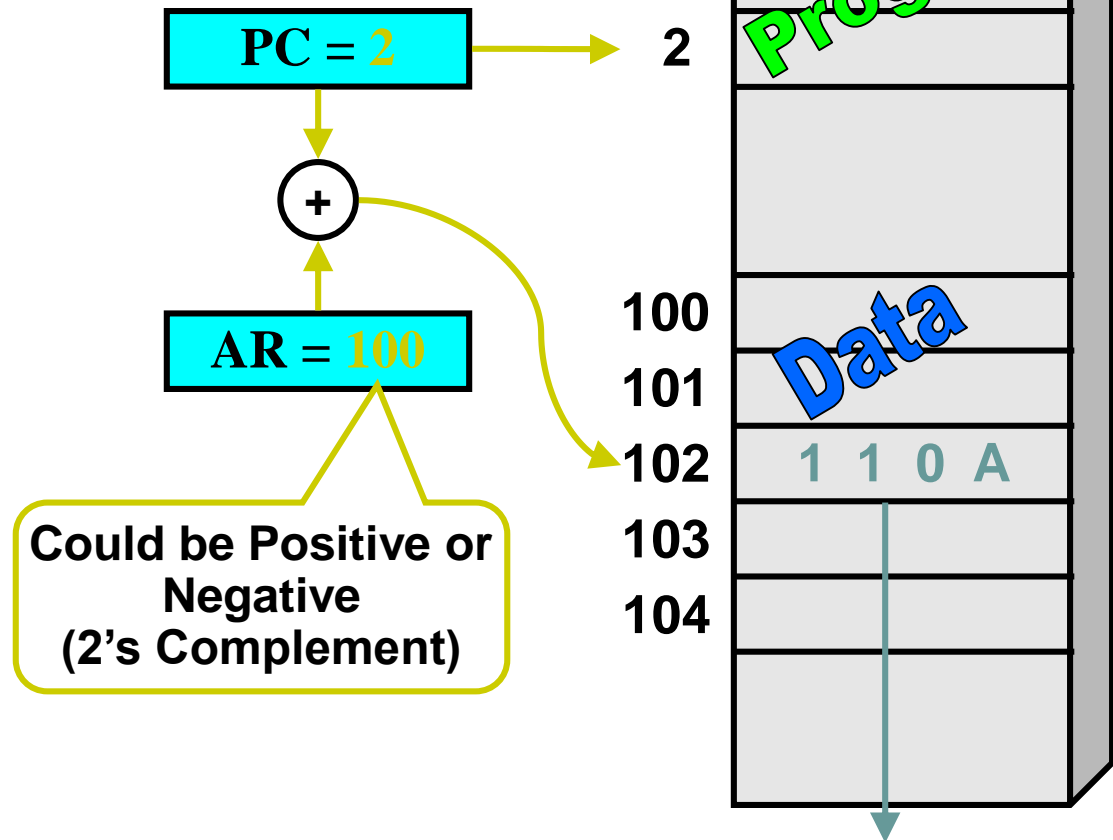 Prog
PC = 2
2
+
100
Data
AR = 100
101
102
1 1 0 A
Could be Positive or
Negative
(2's Complement)
103
104